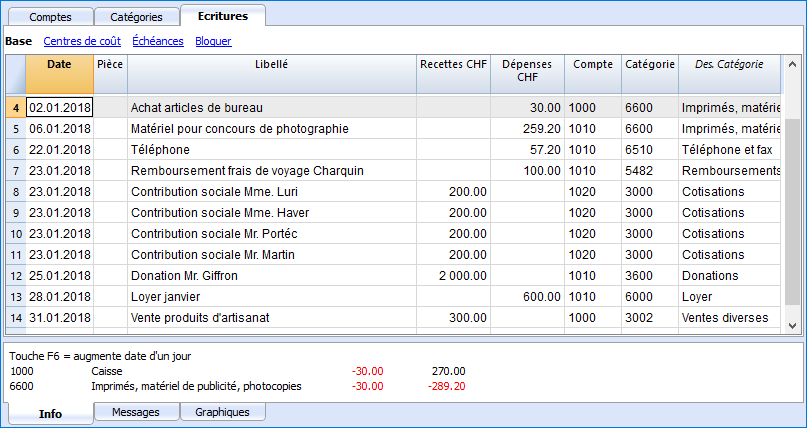 Comptes Catégories Ecritures
Base Centres de coût Échéances Bloquer
Date Pièce Libellé Recettes CHF Dépenses CHF Compte Catégorie Des. Catégorie
4 02.01.2018 Achat articles de bureau 30.00 1000 6600 Imprimés, matérie
5 06.01.2018 Matériel pour concours de photographie 259.20 1010 6600 Imprimés, matérie
6 22.01.2018 Téléphone 57.20 1010 6510 Téléphone et fax
7 23.01.2018 Remboursement frais de voyage Charquin 100.00 1010 5482 Remboursements
8 23.01.2018 Contribution sociale Mme. Luri 200.00 1020 3000 Cotisations
9 23.01.2018 Contribution sociale Mme. Haver 200.00 1020 3000 Cotisations
10 23.01.2018 Contribution sociale Mr. Portéc 200.00 1020 3000 Cotisations
11 23.01.2018 Contribution sociale Mr. Martin 200.00 1020 3000 Cotisations
12 25.01.2018 Donation Mr. Giffron 2 000.00 1010 3600 Donations
13 28.01.2018 Loyer janvier 600.00 1010 6000 Loyer
14 31.01.2018 Vente produits d'artisanat 300.00 1000 3002 Ventes diverses
Touche F6 = augmente date d'un jour
1000 Caisse -30.00 270.00
6600 Imprimés, matériel de publicité, photocopies -30.00 -289.20
Info Messages Graphiques